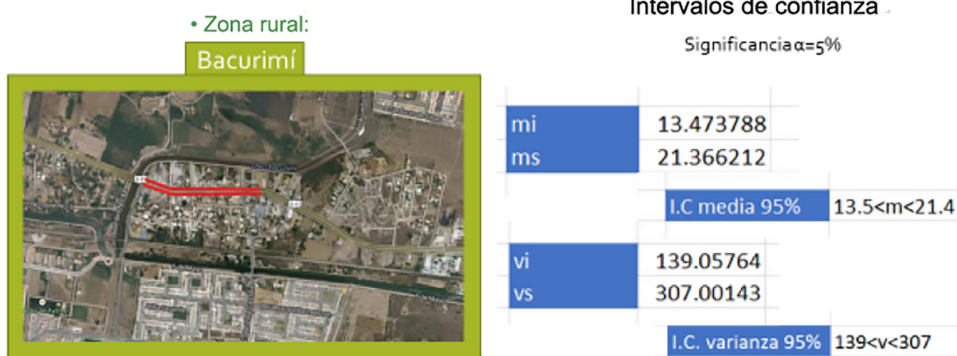 • Zona rural:
Bacurimí
Intervalos de confianza
Significancia α=5%
mi 13.473788
ms 21.366212
I.C media 95% 13.5<m<21.4
vi 139.05764
vs 307.00143
I.C. varianza 95% 139<v<307